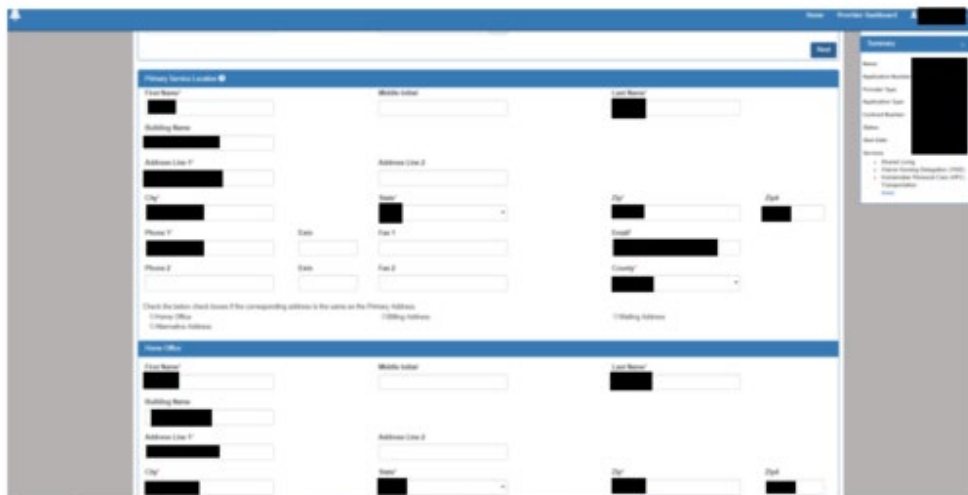 Home Provider Dashboard
Next
Summary
Name:
Application Number:
Provider Type:
Application Type:
Contract Number:
Status:
Start Date:
Services:
Shared Living
Homemaker Personal Care (HPC)
Transportation
Primary Service Location
First Name* Middle Initial Last Name*
Building Name
Address Line 1* Address Line 2
City* State* Zip* Zip4
Phone 1* Extn Fax 1 Email*
Phone 2 Extn Fax 2 County*
Check the below check boxes if the corresponding address is the same as the Primary Address.
Home Office Billing Address Mailing Address
Alternative Address
Home Office
First Name* Middle Initial Last Name*
Building Name
Address Line 1* Address Line 2
City* State* Zip* Zip4